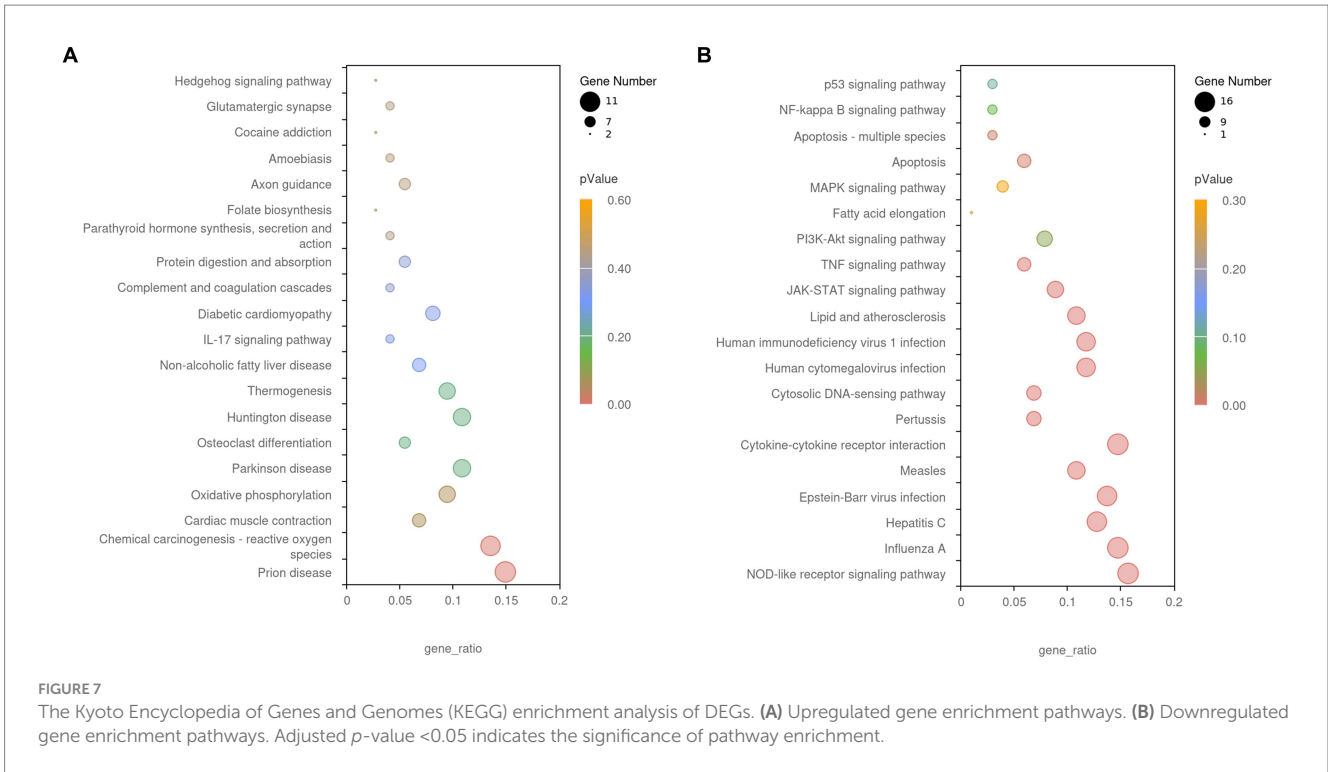 A
Hedgehog signaling pathway
Glutamatergic synapse
Cocaine addiction
Amoebiasis
Axon guidance
Folate biosynthesis
Parathyroid hormone synthesis, secretion and
action
Protein digestion and absorption
Complement and coagulation cascades
Diabetic cardiomyopathy
IL-17 signaling pathway
Non-alcoholic fatty liver disease
Thermogenesis
Huntington disease
Osteoclast differentiation
Parkinson disease
Oxidative phosphorylation
Cardiac muscle contraction
Chemical carcinogenesis - reactive oxygen
species
Prion disease
0 0.05 0.1 0.15 0.2
gene_ratio
Gene Number
11
7
2
pValue
0.60
0.40
0.20
0.00
B
p53 signaling pathway
NF-kappa B signaling pathway
Apoptosis - multiple species
Apoptosis
MAPK signaling pathway
Fatty acid elongation
PI3K-Akt signaling pathway
TNF signaling pathway
JAK-STAT signaling pathway
Lipid and atherosclerosis
Human immunodeficiency virus 1 infection
Human cytomegalovirus infection
Cytosolic DNA-sensing pathway
Pertussis
Cytokine-cytokine receptor interaction
Measles
Epstein-Barr virus infection
Hepatitis C
Influenza A
NOD-like receptor signaling pathway
0 0.05 0.1 0.15 0.2
gene_ratio
Gene Number
16
9
1
pValue
0.30
0.20
0.10
0.00
FIGURE 7
The Kyoto Encyclopedia of Genes and Genomes (KEGG) enrichment analysis of DEGs. (A) Upregulated gene enrichment pathways. (B) Downregulated
gene enrichment pathways. Adjusted p-value <0.05 indicates the significance of pathway enrichment.